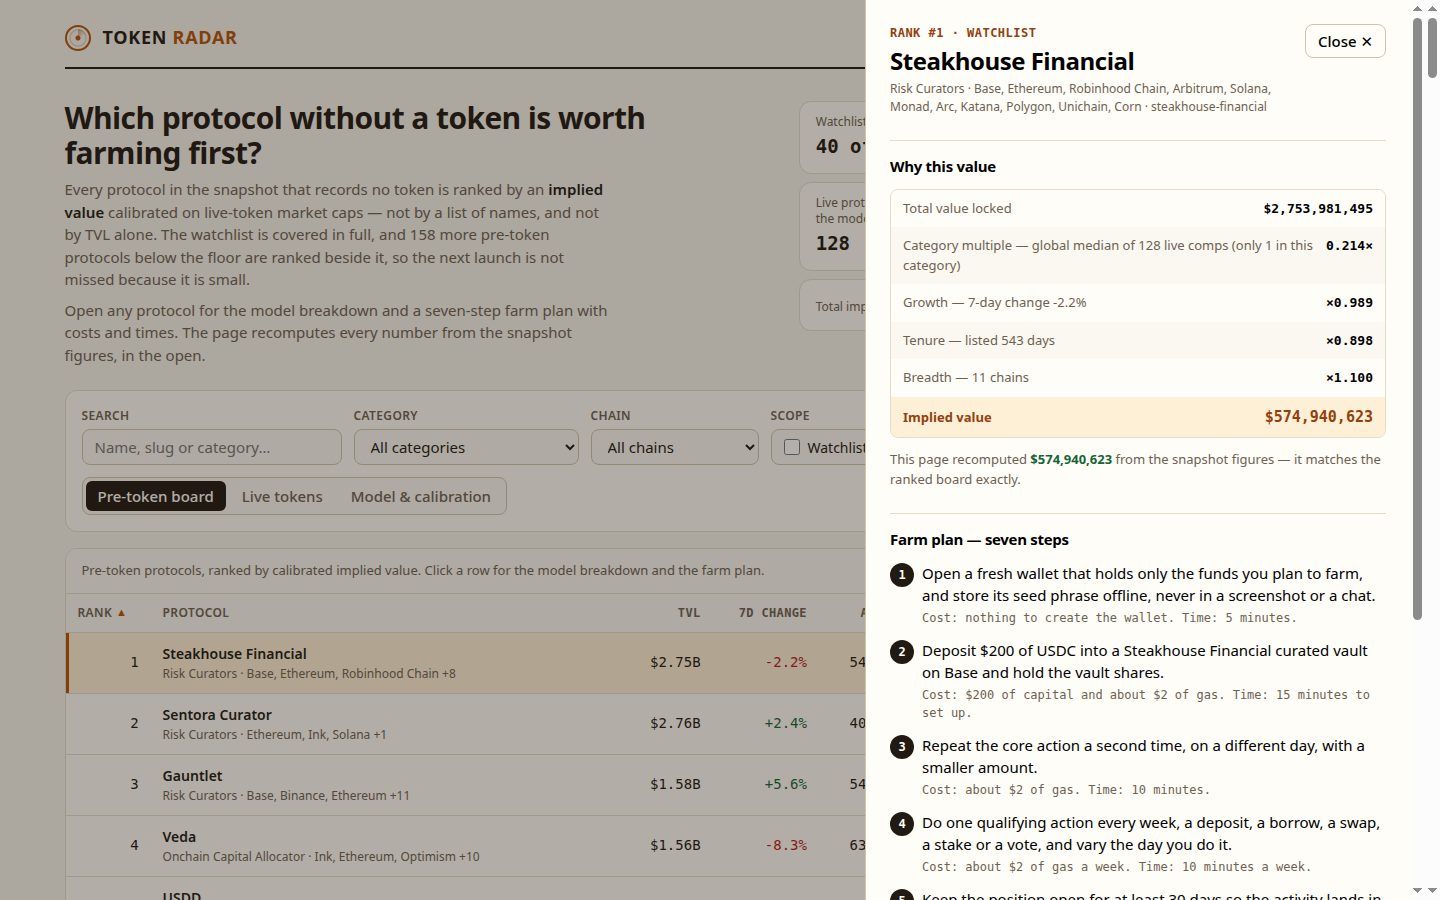 TOKEN RADAR
Which protocol without a token is worth
farming first?
Every protocol in the snapshot that records no token is ranked by an implied
value calibrated on live-token market caps — not by a list of names, and not
by TVL alone. The watchlist is covered in full, and 158 more pre-token
protocols below the floor are ranked beside it, so the next launch is not
missed because it is small.
Open any protocol for the model breakdown and a seven-step farm plan with
costs and times. The page recomputes every number from the snapshot
figures, in the open.
Watchlist
40
Live
the
128
Total
SEARCH
CATEGORY
CHAIN
SCOPE
Name, slug or category...
All categories
All chains
Watchlist
Pre-token board
Live tokens
Model & calibration
Pre-token protocols, ranked by calibrated implied value. Click a row for the model breakdown and the farm plan.
RANK ▲ PROTOCOL TVL 7D CHANGE
1 Steakhouse Financial $2.75B -2.2% 54
Risk Curators · Base, Ethereum, Robinhood Chain +8
2 Sentora Curator $2.76B +2.4% 40
Risk Curators · Ethereum, Ink, Solana +1
3 Gauntlet $1.58B +5.6% 54
Risk Curators · Base, Binance, Ethereum +11
4 Veda $1.56B -8.3% 63
Onchain Capital Allocator · Ink, Ethereum, Optimism +10
USDD
RANK #1 · WATCHLIST
Close ✕
Steakhouse Financial
Risk Curators · Base, Ethereum, Robinhood Chain, Arbitrum, Solana,
Monad, Arc, Katana, Polygon, Unichain, Corn · steakhouse-financial
Why this value
Total value locked $2,753,981,495
Category multiple — global median of 128 live comps (only 1 in this 0.214×
category)
Growth — 7-day change -2.2% ×0.989
Tenure — listed 543 days ×0.898
Breadth — 11 chains ×1.100
Implied value $574,940,623
This page recomputed $574,940,623 from the snapshot figures — it matches the
ranked board exactly.
Farm plan — seven steps
1 Open a fresh wallet that holds only the funds you plan to farm,
and store its seed phrase offline, never in a screenshot or a chat.
Cost: nothing to create the wallet. Time: 5 minutes.
2 Deposit $200 of USDC into a Steakhouse Financial curated vault
on Base and hold the vault shares.
Cost: $200 of capital and about $2 of gas. Time: 15 minutes to
set up.
3 Repeat the core action a second time, on a different day, with a
smaller amount.
Cost: about $2 of gas. Time: 10 minutes.
4 Do one qualifying action every week, a deposit, a borrow, a swap,
a stake or a vote, and vary the day you do it.
Cost: about $2 of gas a week. Time: 10 minutes a week.
5 Keep the position open for at least 30 days so the activity lands in